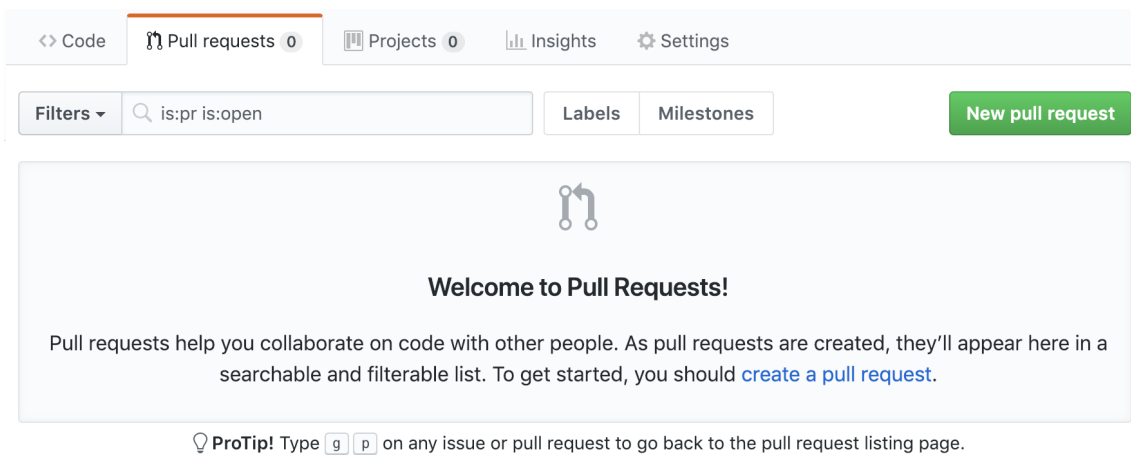 Code Pull requests 0 Projects 0 Insights Settings
Filters is:pr is:open Labels Milestones New pull request
Welcome to Pull Requests!
Pull requests help you collaborate on code with other people. As pull requests are created, they’ll appear here in a
searchable and filterable list. To get started, you should create a pull request.
ProTip! Type g p on any issue or pull request to go back to the pull request listing page.